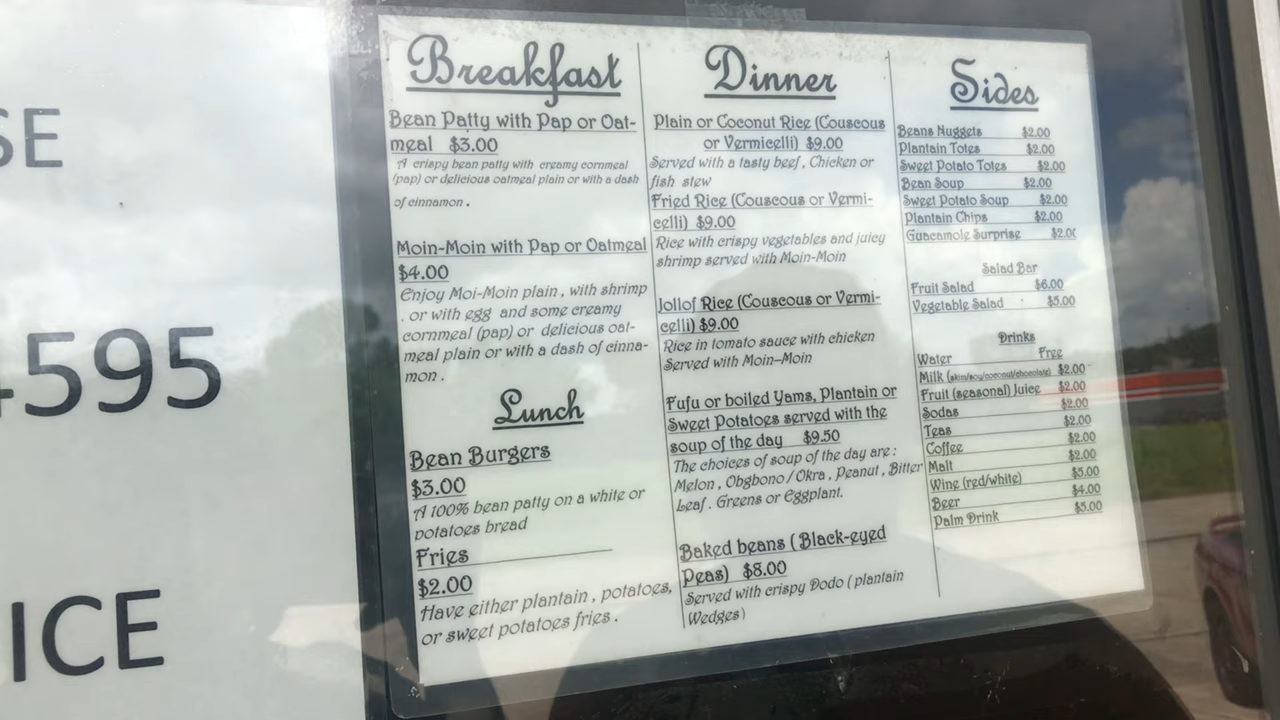 SE
4595
ICE
Breakfast
Bean Patty with Pap or Oat-
meal $3.00
A crispy bean patty with creamy cornmeal
(pap) or delicious oatmeal plain or with a dash
of cinnamon .
Moin-Moin with Pap or Oatmeal
$4.00
Enjoy Moi-Moin plain , with shrimp
. or with egg and some creamy
cornmeal (pap) or delicious oat-
meal plain or with a dash of cinna-
mon .
Lunch
Bean Burgers
$3.00
A 100% bean patty on a white or
potatoes bread
Fries
$2.00
Have either plantain , potatoes,
or sweet potatoes fries .
Dinner
Plain or Coconut Rice (Couscous
or Vermicelli) $9.00
Served with a tasty beef , Chicken or
fish stew
Fried Rice (Couscous or Vermi-
celli) $9.00
Rice with crispy vegetables and juicy
shrimp served with Moin-Moin
Jollof Rice (Couscous or Vermi-
celli) $9.00
Rice in tomato sauce with chicken
Served with Moin-Moin
Fufu or boiled Yams, Plantain or
Sweet Potatoes served with the
soup of the day $9.50
The choices of soup of the day are :
Melon , Obgbono / Okra , Peanut , Bitter
Leaf . Greens or Eggplant.
Baked beans ( Black-eyed
Peas) $8.00
Served with crispy Dodo ( plantain
Wedges)
Sides
Beans Nuggets $2.00
Plantain Totes $2.00
Sweet Potato Totes $2.00
Bean Soup $2.00
Sweet Potato Soup $2.00
Plantain Chips $2.00
Guacamole Surprise $2.00
Salad Bar
Fruit Salad $6.00
Vegetable Salad $5.00
Drinks
Water Free
Milk (skim/soy/coconut/chocolate) $2.00
Fruit (seasonal) Juice $2.00
Sodas $2.00
Teas $2.00
Coffee $2.00
Malt $2.00
Wine (red/white) $5.00
Beer $4.00
Palm Drink $5.00